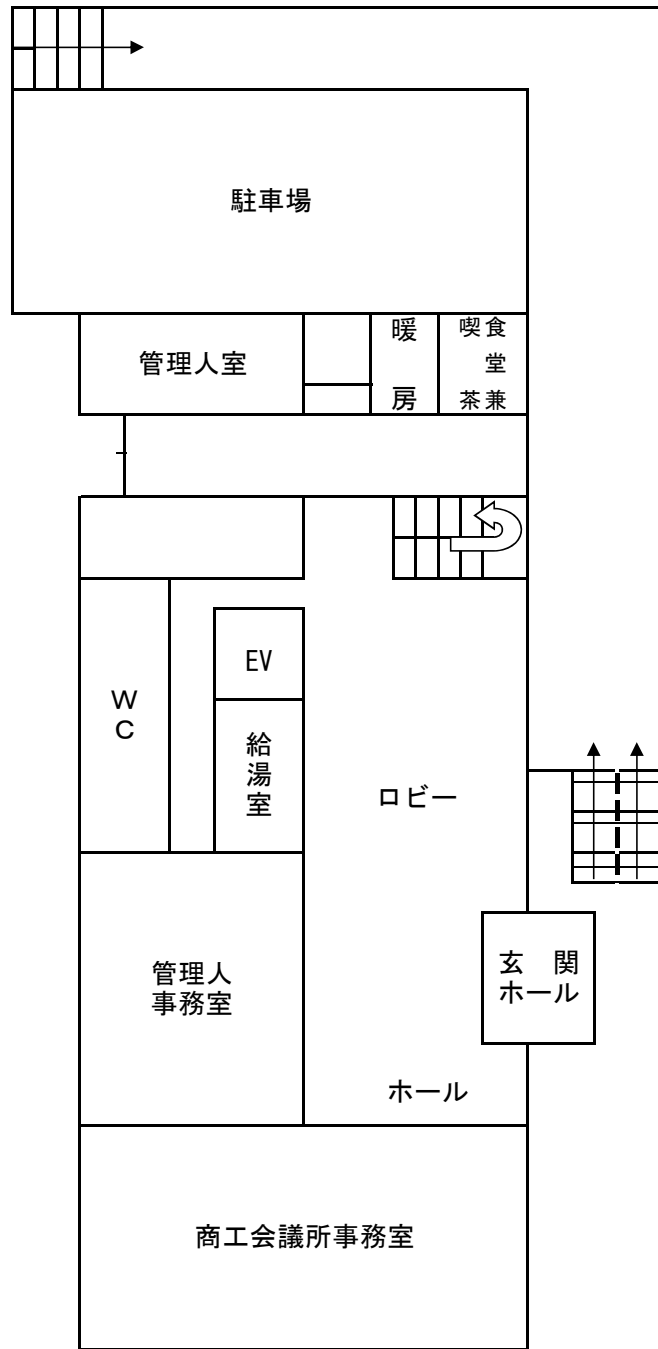 駐車場
管理人室
暖房
食堂兼
喫茶
EV
WC
給湯室
ロビー
玄 関
ホール
管理人
事務室
ホール
商工会議所事務室